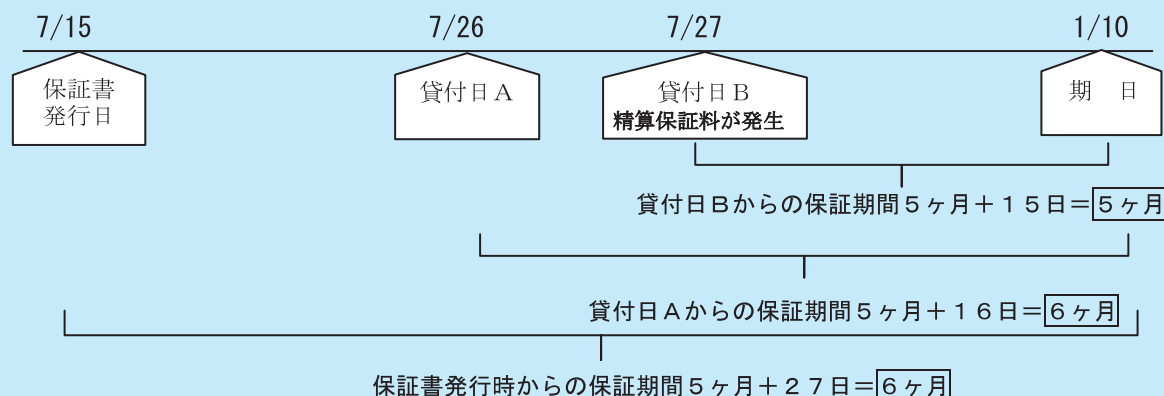 7/15 7/26 7/27 1/10
保証書
発行日
貸付日Ａ
貸付日Ｂ
精算保証料が発生
期　日
貸付日Ｂからの保証期間５ヶ月＋１５日＝５ヶ月
貸付日Ａからの保証期間５ヶ月＋１６日＝６ヶ月
保証書発行時からの保証期間５ヶ月＋２７日＝６ヶ月